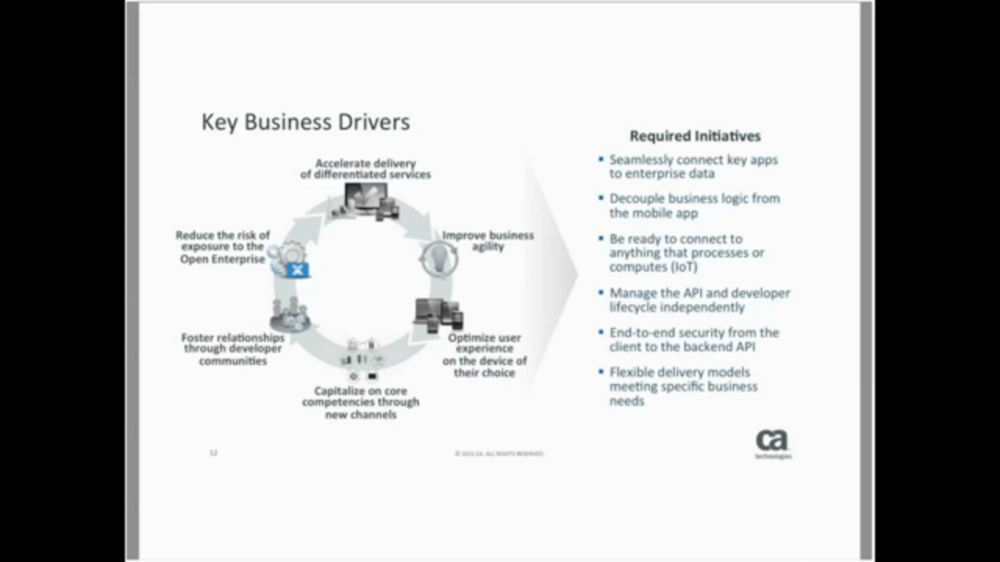 Key Business Drivers
Accelerate delivery
of differentiated services
Improve business
agility
Optimize user
experience
on the device of
their choice
Capitalize on core
competencies through
new channels
Foster relationships
through developer
communities
Reduce the risk of
exposure to the
Open Enterprise
Required Initiatives
Seamlessly connect key apps
to enterprise data
Decouple business logic from
the mobile app
Be ready to connect to
anything that processes or
computes (IoT)
Manage the API and developer
lifecycle independently
End-to-end security from the
client to the backend API
Flexible delivery models
meeting specific business
needs
12
© 2015 CA. ALL RIGHTS RESERVED.
ca
technologies